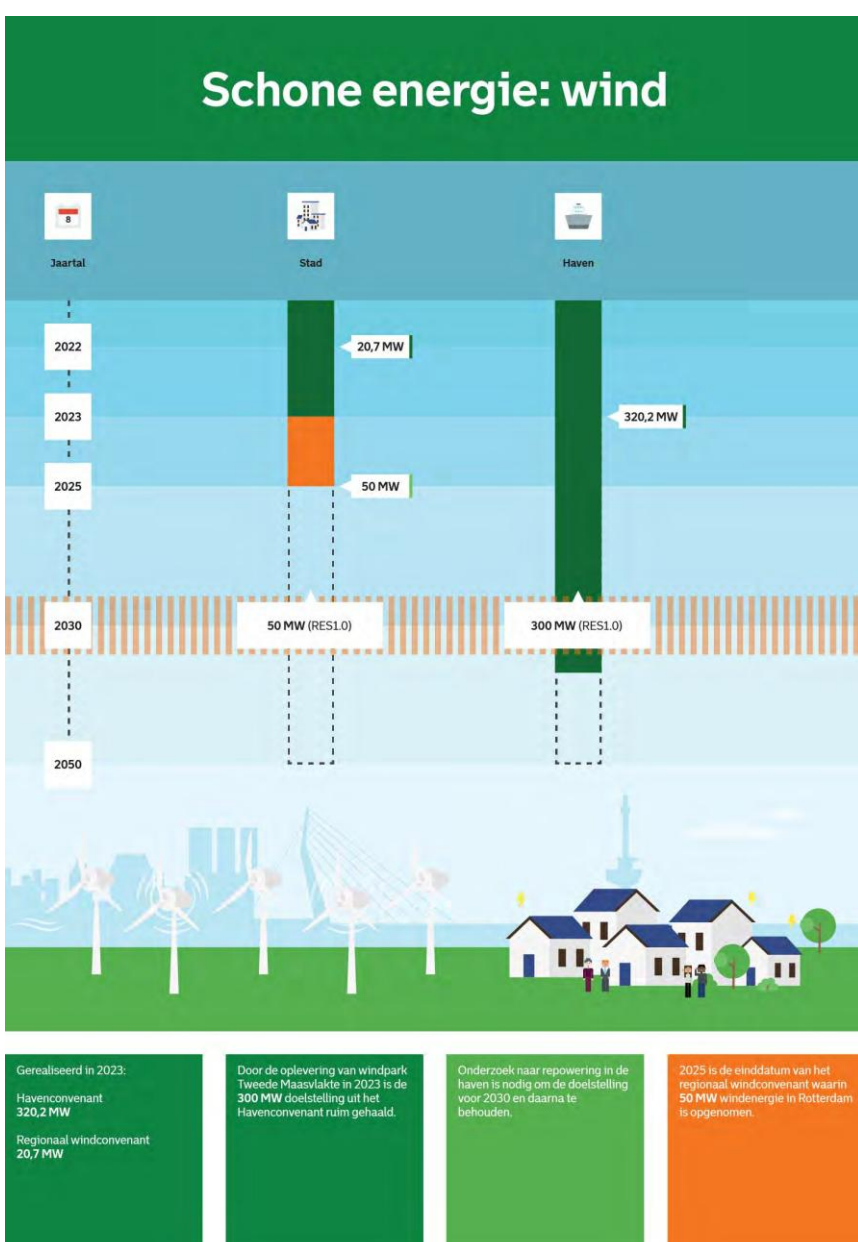 Schone energie: wind
8
Jaartal
Stad
Haven
2022
20,7 MW
2023
320,2 MW
2025
50 MW
2030
50 MW (RES1.0)
300 MW (RES1.0)
2050
Gerealiseerd in 2023:
Havenconvenant
320,2 MW
Regionaal windconvenant
20,7 MW
Door de oplevering van windpark
Tweede Maasvlakte in 2023 is de
300 MW doelstelling uit het
Havenconvenant ruim gehaald.
Onderzoek naar repowering in de
haven is nodig om de doelstelling
voor 2030 en daarna te
behouden.
2025 is de einddatum van het
regionaal windconvenant waarin
50 MW windenergie in Rotterdam
is opgenomen.